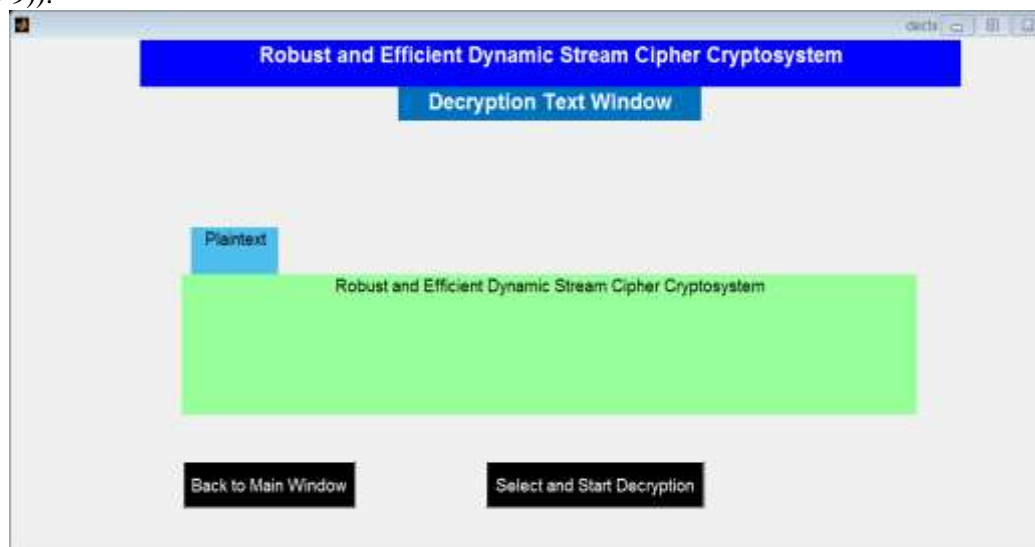 Robust and Efficient Dynamic Stream Cipher Cryptosystem
Decryption Text Window
Plaintext
Robust and Efficient Dynamic Stream Cipher Cryptosystem
Back to Main Window
Select and Start Decryption